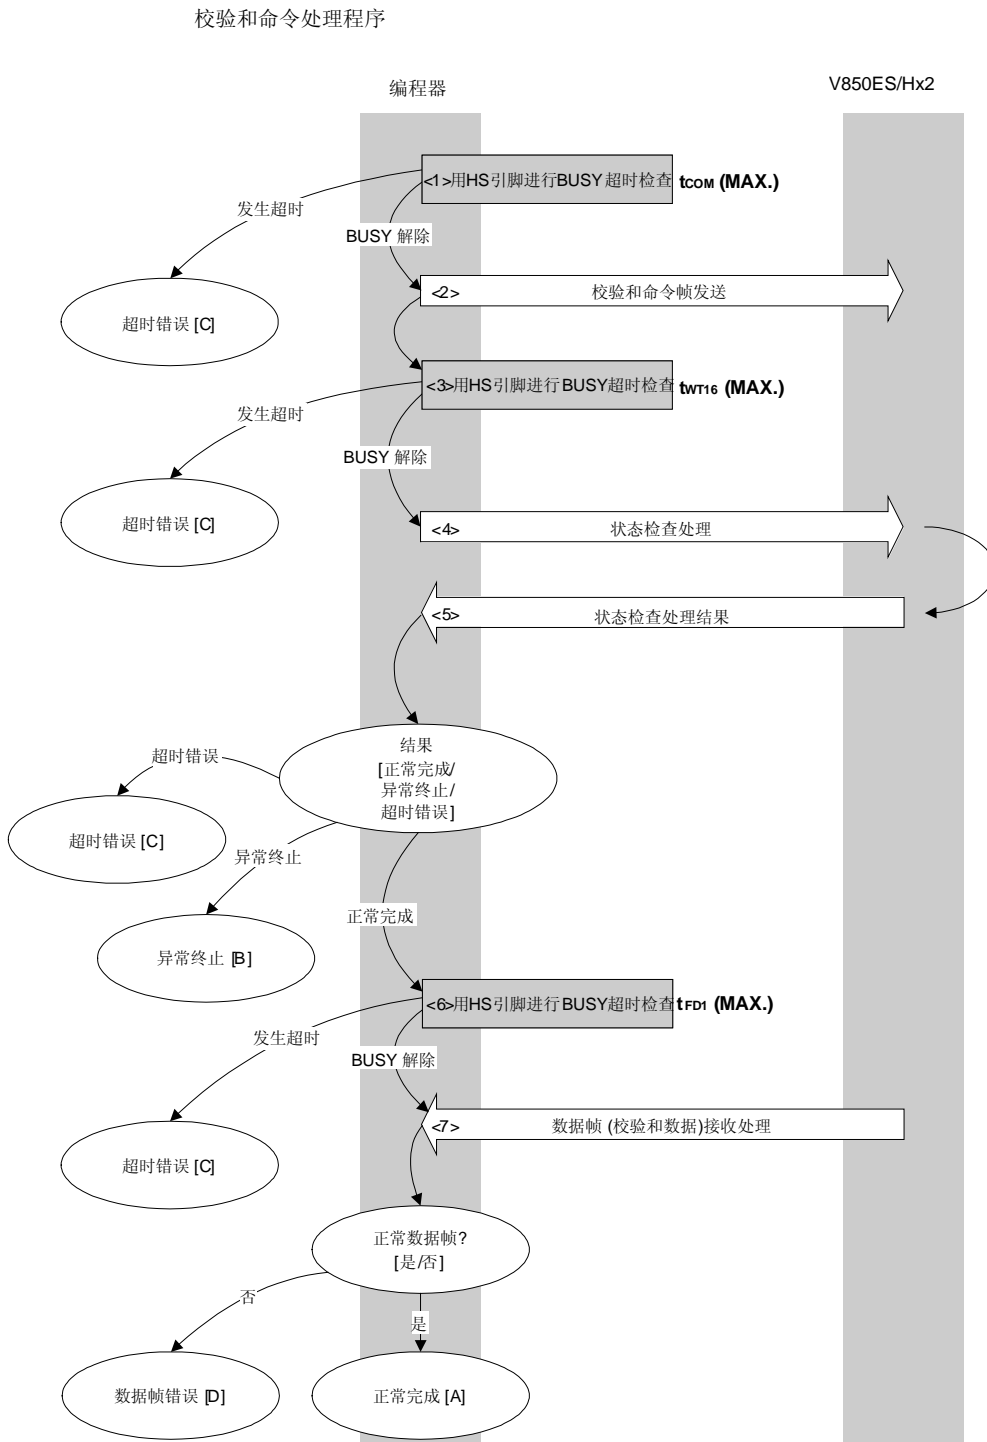 校验和命令处理程序
编程器
V850ES/Hx2
<1>用HS引脚进行BUSY超时检查 tCOM (MAX.)
发生超时
BUSY 解除
<2> 校验和命令帧发送
超时错误 [C]
<3>用HS引脚进行BUSY超时检查 tWT16 (MAX.)
发生超时
BUSY 解除
超时错误 [C]
<4> 状态检查处理
<5> 状态检查处理结果
结果
[正常完成/
异常终止/
超时错误]
超时错误
超时错误 [C]
异常终止
正常完成
异常终止 [B]
<6>用HS引脚进行BUSY超时检查 tFD1 (MAX.)
发生超时
BUSY 解除
<7> 数据帧 (校验和数据)接收处理
超时错误 [C]
正常数据帧?
[是/否]
否
是
数据帧错误 [D]
正常完成 [A]